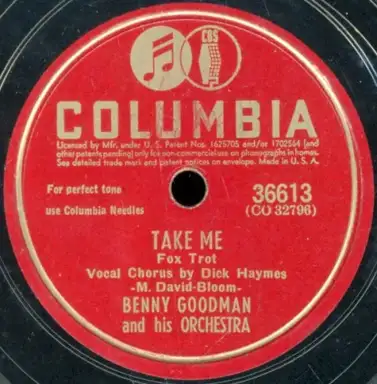 CBS
COLUMBIA
Licensed by Mfr. under U. S. Patent Nos. 1625705 and/or 1702564 (and
other patents pending) only for non-commercial use on phonographs in homes.
See detailed trade mark and patent notices on envelope. Made in U. S. A.
For perfect tone
use Columbia Needles
36613
(CO 32796)
TAKE ME
Fox Trot
Vocal Chorus by Dick Haymes
-M. David-Bloom-
BENNY GOODMAN
and his ORCHESTRA